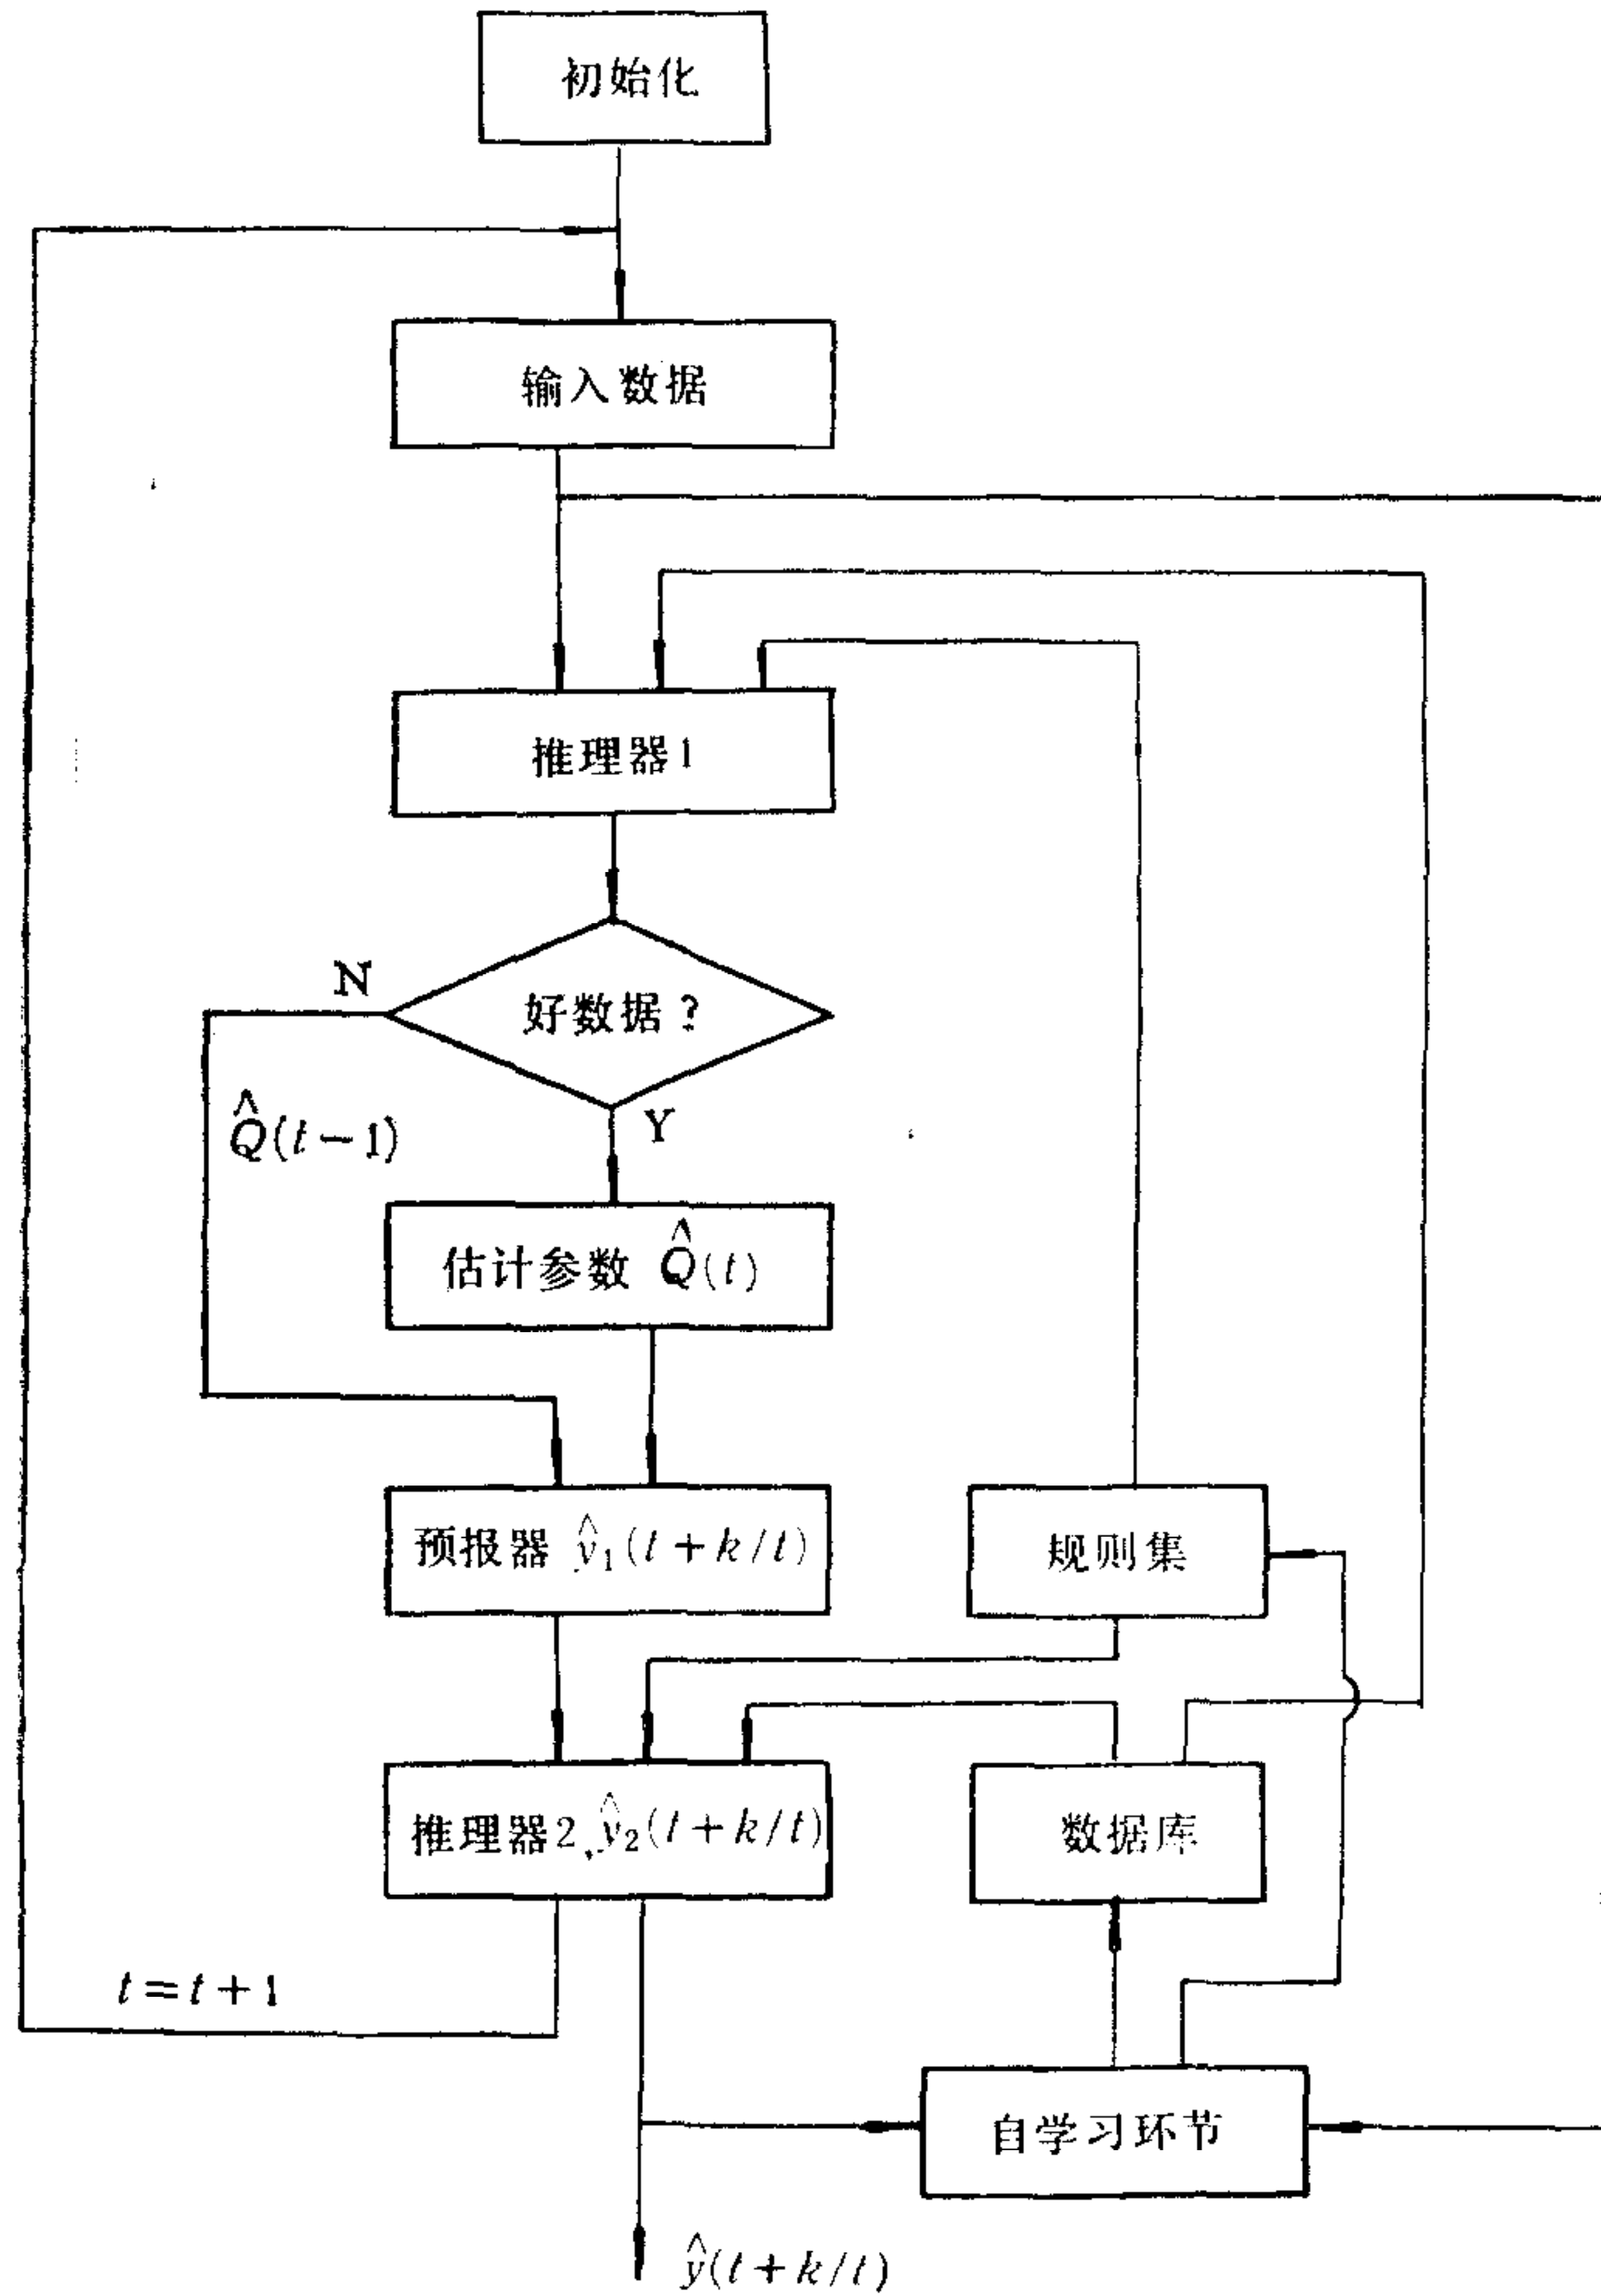 初始化
输入数据
推理器1
N
好数据?
Q̂(t-1)
Y
估计参数 Q̂(t)
预报器 ŷ₁(t+k/t)
规则集
推理器2 ŷ₂(t+k/t)
数据库
t=t+1
自学习环节
ŷ(t+k/t)